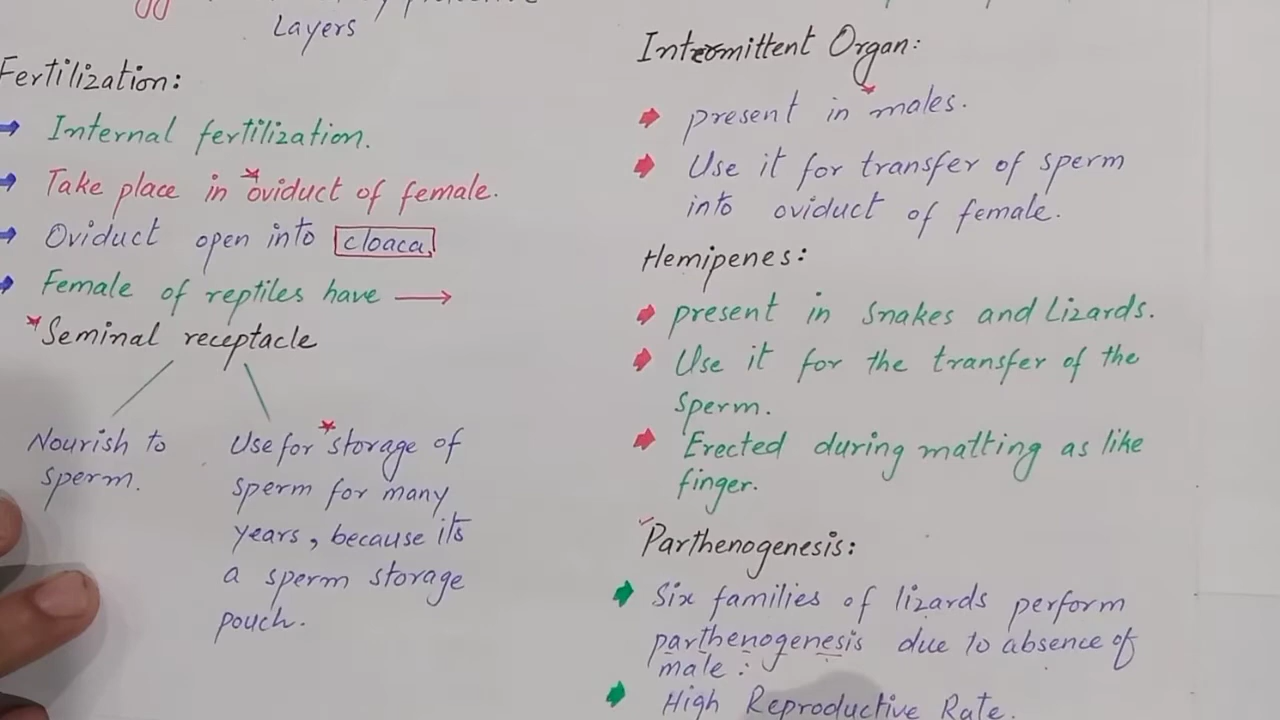 Layers
Fertilization:
Internal fertilization.
Take place in oviduct of female.
Oviduct open into cloaca,
Female of reptiles have →
*Seminal receptacle
Nourish to
sperm.
Use for *storage of
sperm for many
years, because its
a sperm storage
pouch.
Intromittent Organ:
present in *males.
Use it for transfer of sperm
into oviduct of female.
Hemipenes:
present in Snakes and Lizards.
Use it for the transfer of the
sperm.
Erected during matting as like
finger.
Parthenogenesis:
Six families of lizards perform
parthenogenesis due to absence of
male:
High Reproductive Rate.